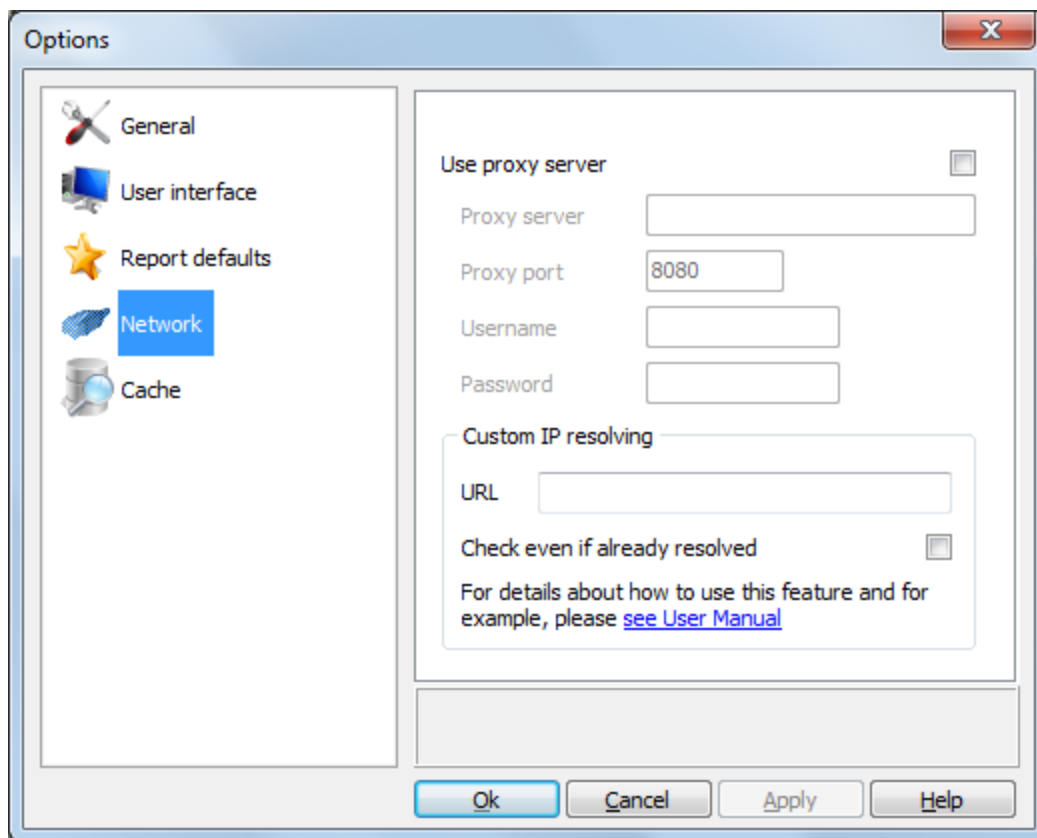 Options
General
User interface
Report defaults
Network
Cache
Use proxy server
Proxy server
Proxy port 8080
Username
Password
Custom IP resolving
URL
Check even if already resolved
For details about how to use this feature and for
example, please see User Manual
Ok Cancel Apply Help